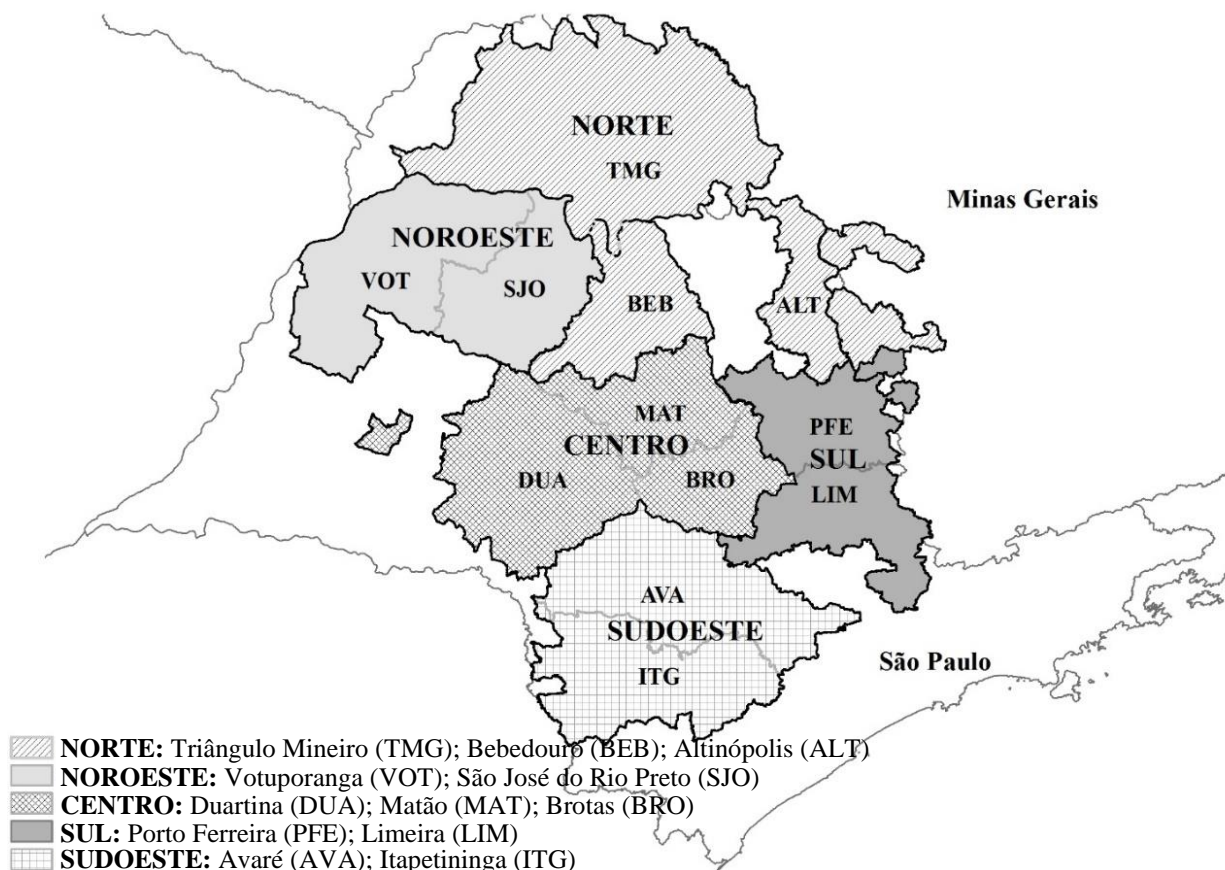 NORTE
TMG
Minas Gerais
NOROESTE
VOT
SJO
BEB
ALT
MAT
CENTRO
DUA
BRO
PFE
SUL
LIM
AVA
SUDOESTE
ITG
São Paulo
NORTE: Triângulo Mineiro (TMG); Bebedouro (BEB); Altinópolis (ALT)
NOROESTE: Votuporanga (VOT); São José do Rio Preto (SJO)
CENTRO: Duartina (DUA); Matão (MAT); Brotas (BRO)
SUL: Porto Ferreira (PFE); Limeira (LIM)
SUDOESTE: Avaré (AVA); Itapetininga (ITG)